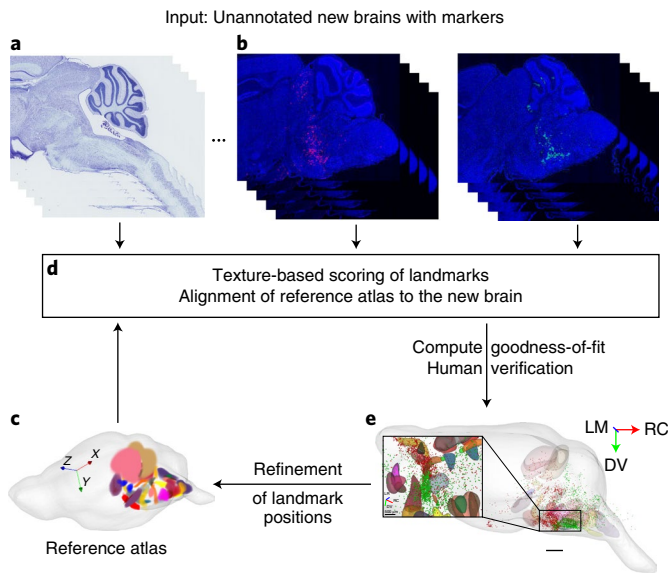 Input: Unannotated new brains with markers
a
b
...
d
Texture-based scoring of landmarks
Alignment of reference atlas to the new brain
Compute goodness-of-fit
Human verification
c
e
Z X
Y
LM RC
DV
Refinement
of landmark
positions
Reference atlas